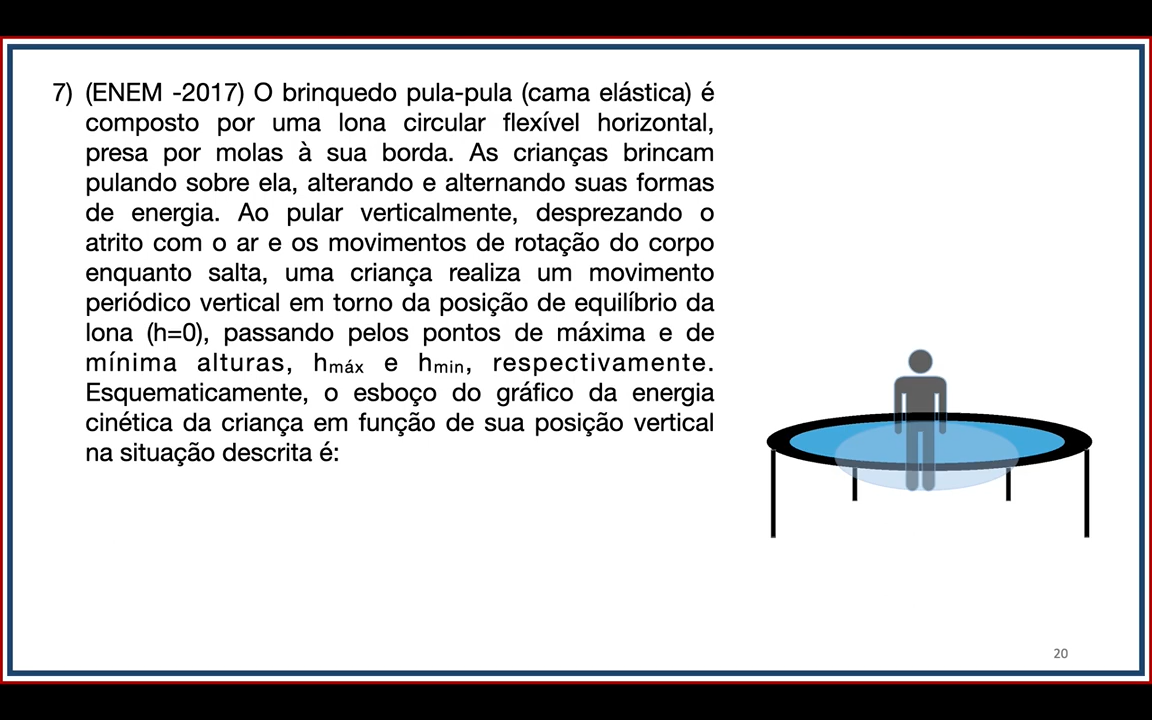 7) (ENEM -2017) O brinquedo pula-pula (cama elástica) é
composto por uma lona circular flexível horizontal,
presa por molas à sua borda. As crianças brincam
pulando sobre ela, alterando e alternando suas formas
de energia. Ao pular verticalmente, desprezando o
atrito com o ar e os movimentos de rotação do corpo
enquanto salta, uma criança realiza um movimento
periódico vertical em torno da posição de equilíbrio da
lona (h=0), passando pelos pontos de máxima e de
mínima alturas, hmáx e hmin, respectivamente.
Esquematicamente, o esboço do gráfico da energia
cinética da criança em função de sua posição vertical
na situação descrita é:
20